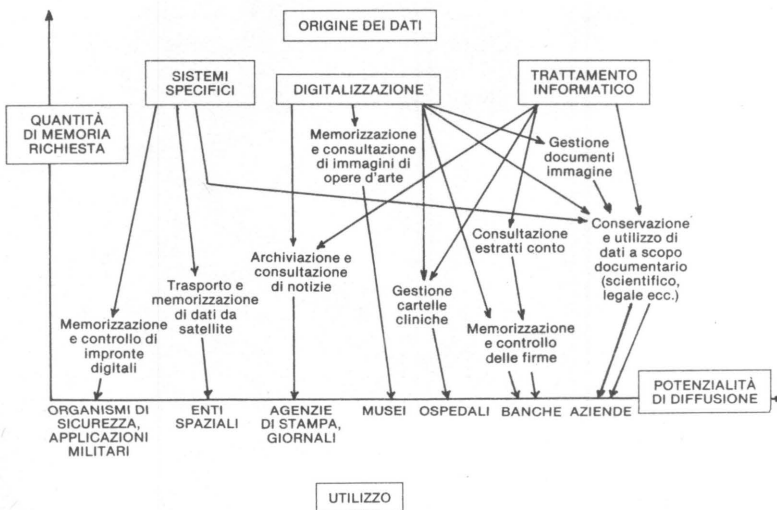 ORIGINE DEI DATI
SISTEMI
SPECIFICI
DIGITALIZZAZIONE
TRATTAMENTO
INFORMATICO
QUANTITÀ
DI MEMORIA
RICHIESTA
Memorizzazione
e consultazione
di immagini di
opere d'arte
Gestione
documenti
immagine
Archiviazione e
consultazione
di notizie
Consultazione
estratti conto
Conservazione
e utilizzo di
dati a scopo
documentario
(scientifico,
legale ecc.)
Trasporto e
memorizzazione
di dati da
satellite
Gestione
cartelle
cliniche
Memorizzazione
e controllo di
impronte
digitali
Memorizzazione
e controllo
delle firme
POTENZIALITÀ
DI DIFFUSIONE
ORGANISMI DI
SICUREZZA,
APPLICAZIONI
MILITARI
ENTI
SPAZIALI
AGENZIE
DI STAMPA,
GIORNALI
MUSEI
OSPEDALI
BANCHE
AZIENDE
UTILIZZO